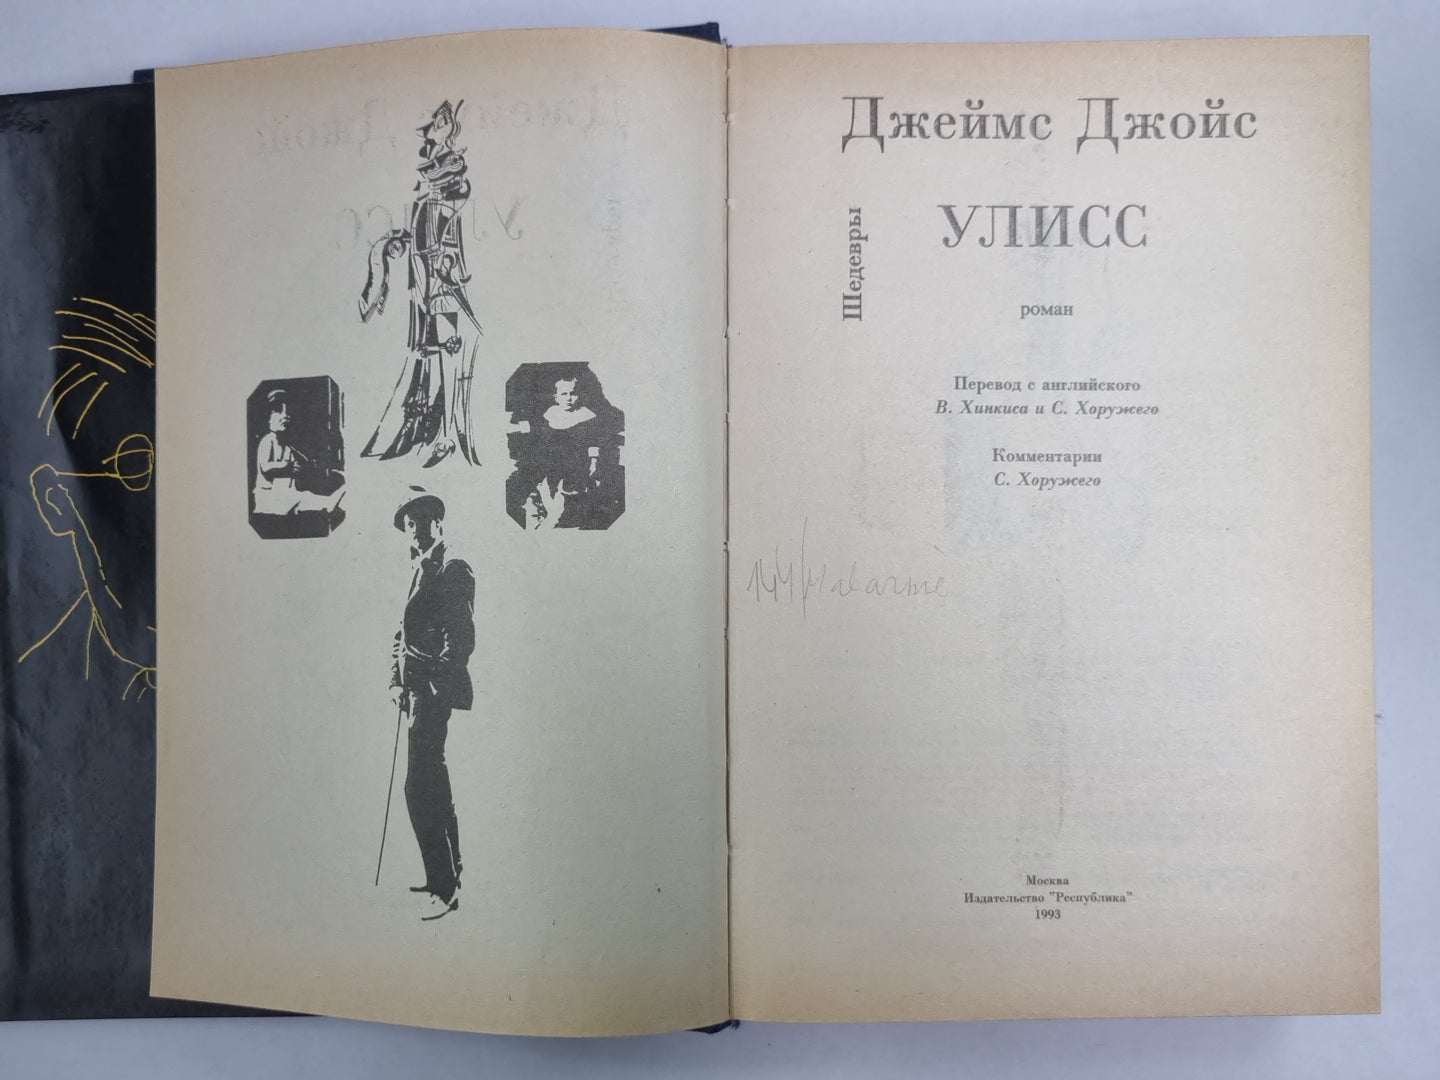 Джеймс Джойс
УЛИСС
Шедевры
роман
Перевод с английского
В. Хинкиса и С. Хоружего
Комментарии
С. Хоружего
Москва
Издательство "Республика"
1993